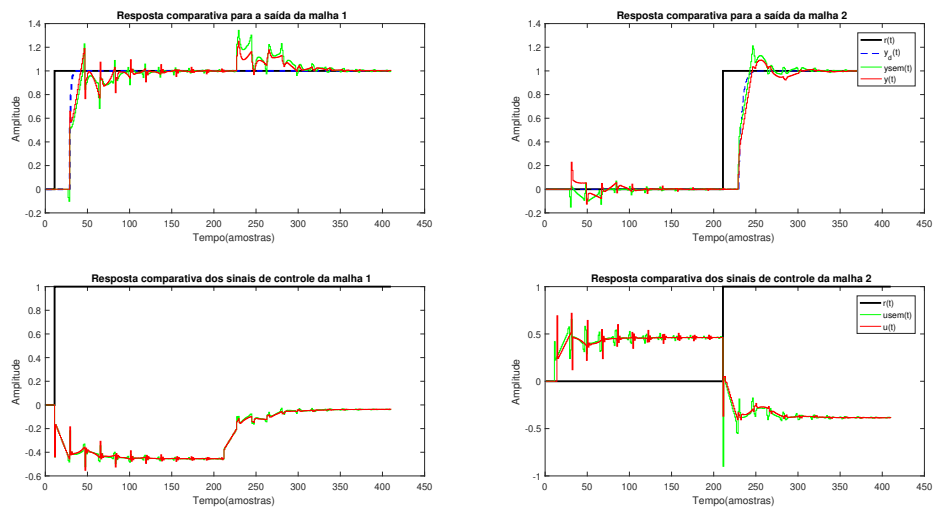 Resposta comparativa para a saída da malha 1
Amplitude
1.4
1.2
1
0.8
0.6
0.4
0.2
0
-0.2
0 50 100 150 200 250 300 350 400 450
Tempo(amostras)
Resposta comparativa para a saída da malha 2
Amplitude
1.4
1.2
1
0.8
0.6
0.4
0.2
0
-0.2
0 50 100 150 200 250 300 350 400 450
Tempo(amostras)
r(t)
y_d(t)
ysem(t)
y(t)
Resposta comparativa dos sinais de controle da malha 1
Amplitude
1
0.8
0.6
0.4
0.2
0
-0.2
-0.4
-0.6
0 50 100 150 200 250 300 350 400 450
Tempo(amostras)
Resposta comparativa dos sinais de controle da malha 2
Amplitude
1
0.5
0
-0.5
-1
0 50 100 150 200 250 300 350 400 450
Tempo(amostras)
r(t)
usem(t)
u(t)